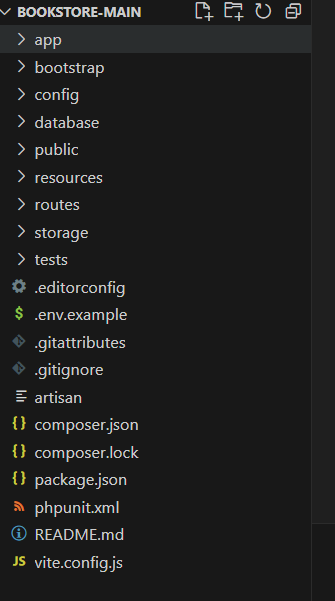 BOOKSTORE-MAIN
app
bootstrap
config
database
public
resources
routes
storage
tests
.editorconfig
$ .env.example
.gitattributes
.gitignore
artisan
{} composer.json
{} composer.lock
{} package.json
phpunit.xml
README.md
JS vite.config.js